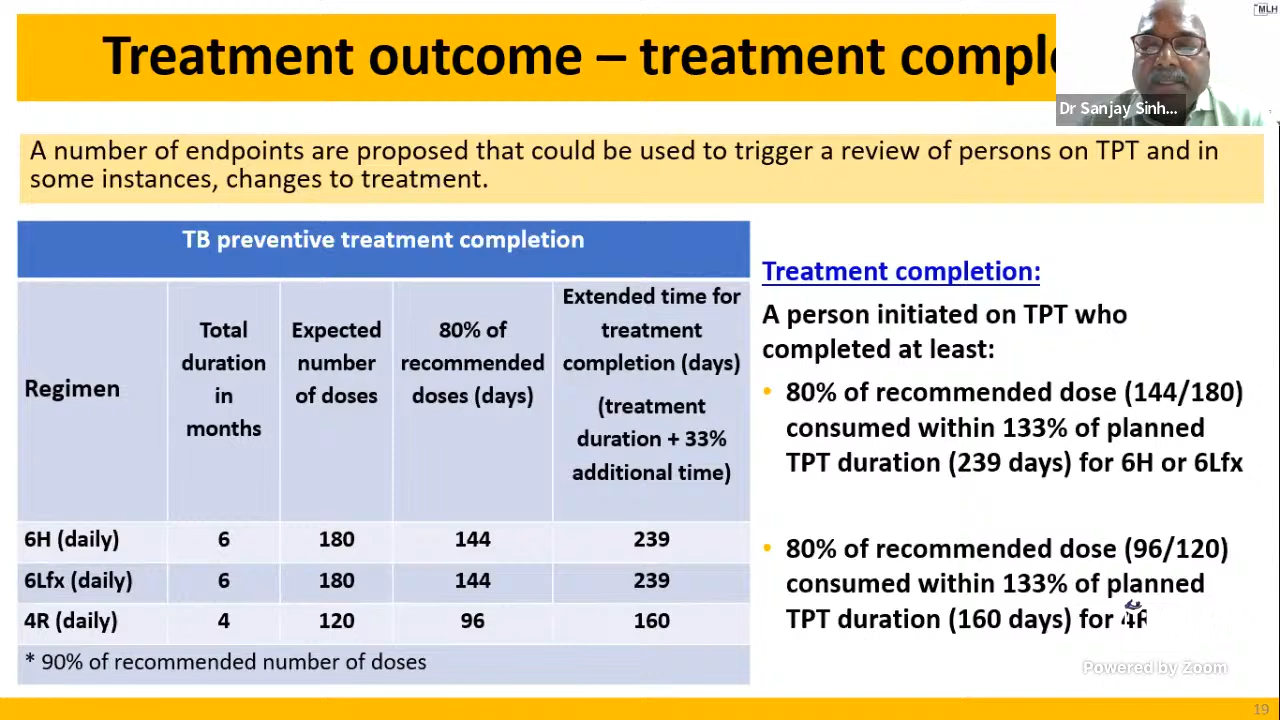 MLH
Treatment outcome – treatment comple
Dr Sanjay Sinh...
A number of endpoints are proposed that could be used to trigger a review of persons on TPT and in
some instances, changes to treatment.
TB preventive treatment completion
Regimen
Total
duration
in
months
Expected
number
of doses
80% of
recommended
doses (days)
Extended time for
treatment
completion (days)
(treatment
duration + 33%
additional time)
6H (daily) 6 180 144 239
6Lfx (daily) 6 180 144 239
4R (daily) 4 120 96 160
* 90% of recommended number of doses
Treatment completion:
A person initiated on TPT who
completed at least:
• 80% of recommended dose (144/180)
consumed within 133% of planned
TPT duration (239 days) for 6H or 6Lfx
• 80% of recommended dose (96/120)
consumed within 133% of planned
TPT duration (160 days) for 4R
Powered by Zoom
19